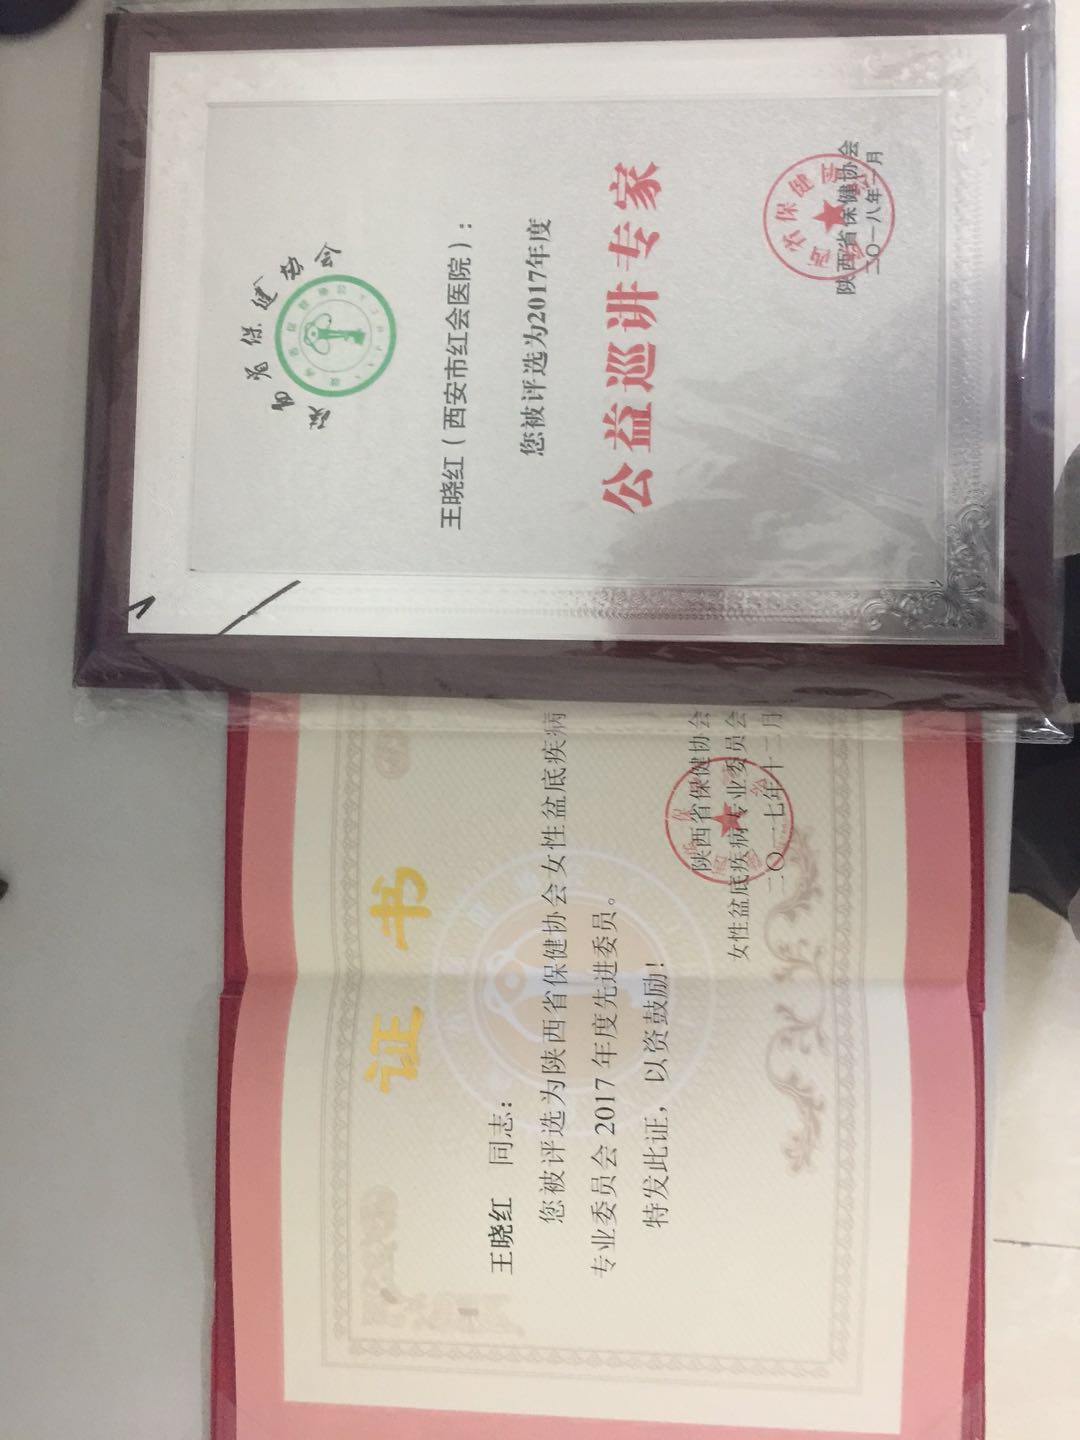 陕西省保健协会
王晓红（西安市红会医院）：
您被评选为2017年度
公益巡讲专家
陕西省保健协会
二〇一八年一月
证书
王晓红 同志：
您被评选为陕西省保健协会女性盆底疾病
专业委员会2017年度先进委员。
特发此证，以资鼓励！
陕西省保健协会
女性盆底疾病专业委员会
二〇一七年十二月